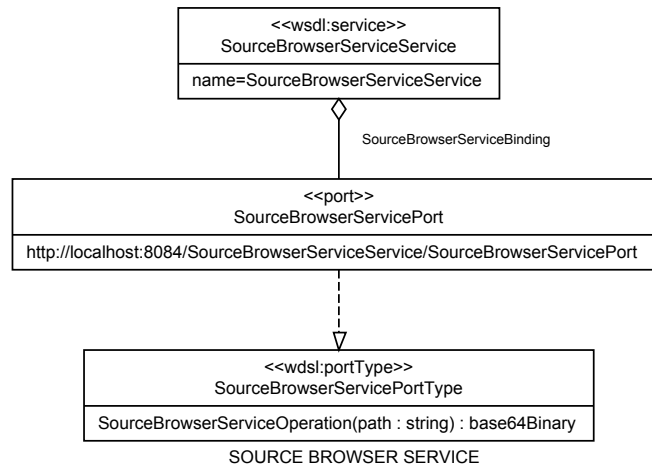 <<wsdl:service>>
SourceBrowserServiceService
name=SourceBrowserServiceService
SourceBrowserServiceBinding
<<port>>
SourceBrowserServicePort
http://localhost:8084/SourceBrowserServiceService/SourceBrowserServicePort
<<wdsl:portType>>
SourceBrowserServicePortType
SourceBrowserServiceOperation(path : string) : base64Binary
SOURCE BROWSER SERVICE